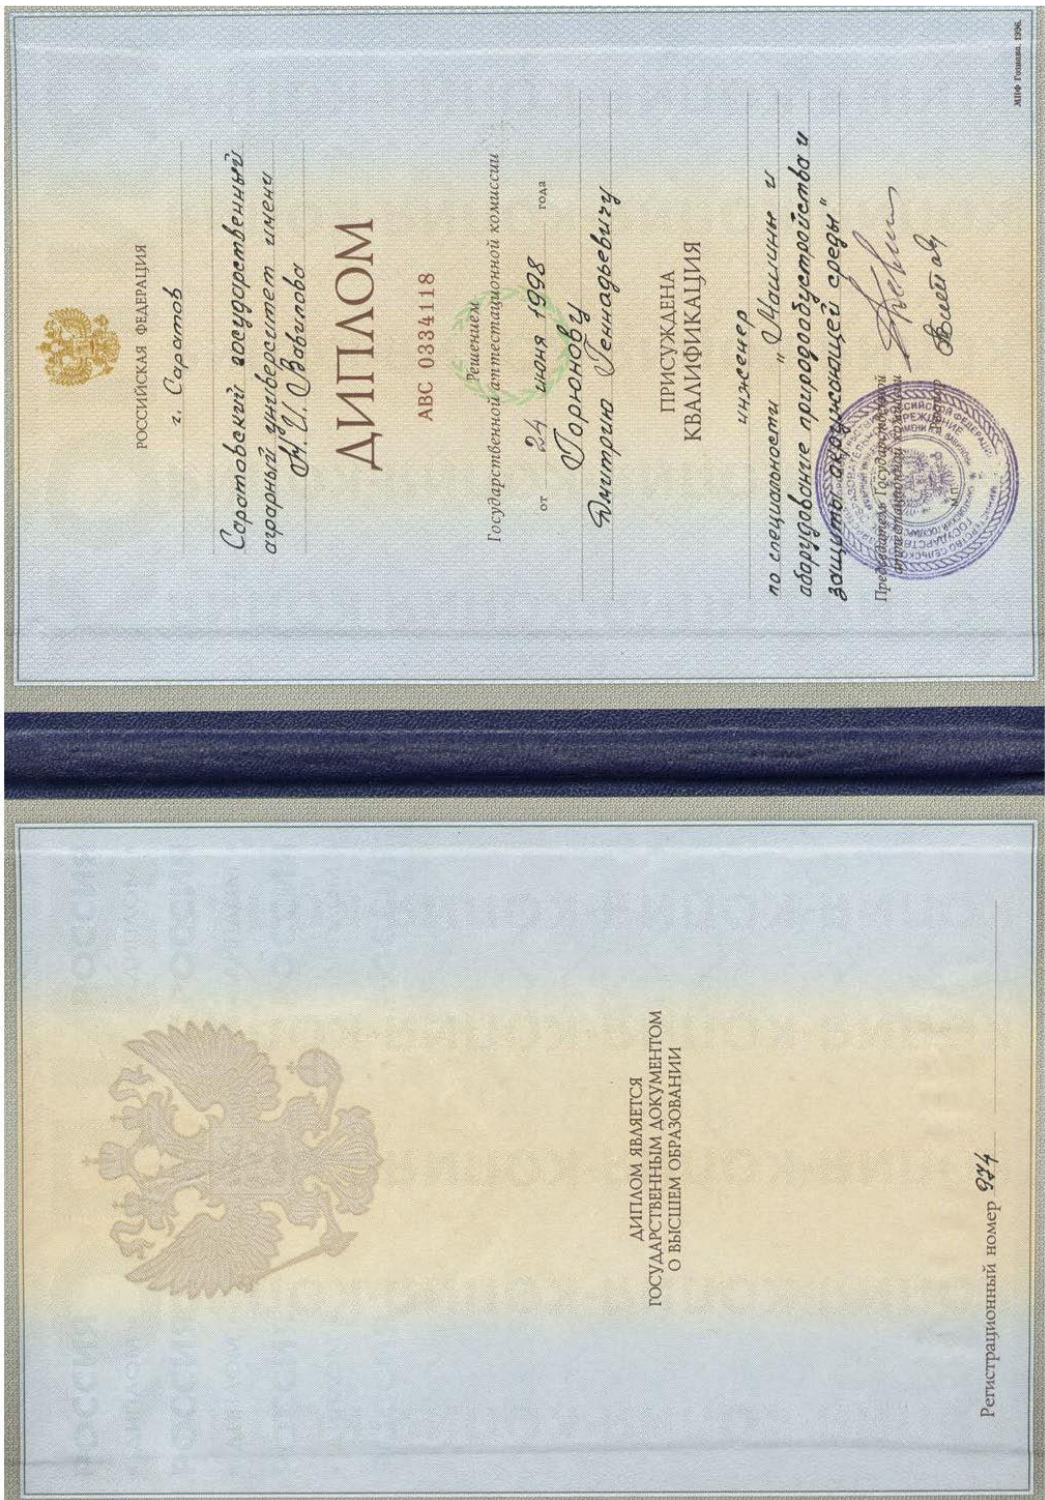 ДИПЛОМ ЯВЛЯЕТСЯ
ГОСУДАРСТВЕННЫМ ДОКУМЕНТОМ
О ВЫСШЕМ ОБРАЗОВАНИИ
Регистрационный номер 974
РОССИЙСКАЯ ФЕДЕРАЦИЯ
г. Саратов
Саратовский государственный
аграрный университет имени
Н.И. Вавилова
ДИПЛОМ
АВС 0334118
Решением
Государственной аттестационной комиссии
от 24 июня 1998 года
Горюнову
Дмитрию Геннадьевичу
ПРИСУЖДЕНА
КВАЛИФИКАЦИЯ
инженер
по специальности „Машины и
оборудование природообустройства и
защиты окружающей среды"
Председатель Государственной
аттестационной комиссии
Ректор
М.П.
МПФ Гознака. 1996.